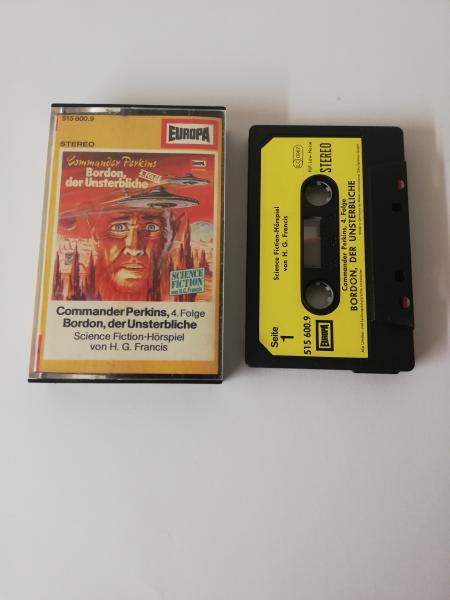 515 600.9
EUROPA
STEREO
Commander Perkins
Bordon,
der Unsterbliche
4. FOLGE
SCIENCE
FICTION
von H.G. Francis
Commander Perkins, 4. Folge
Bordon, der Unsterbliche
Science Fiction-Hörspiel
von H. G. Francis
Science Fiction-Hörspiel
von H. G. Francis
STEREO
Commander Perkins, 4. Folge
BORDON, DER UNSTERBLICHE
Seite
1
515 600.9
EUROPA